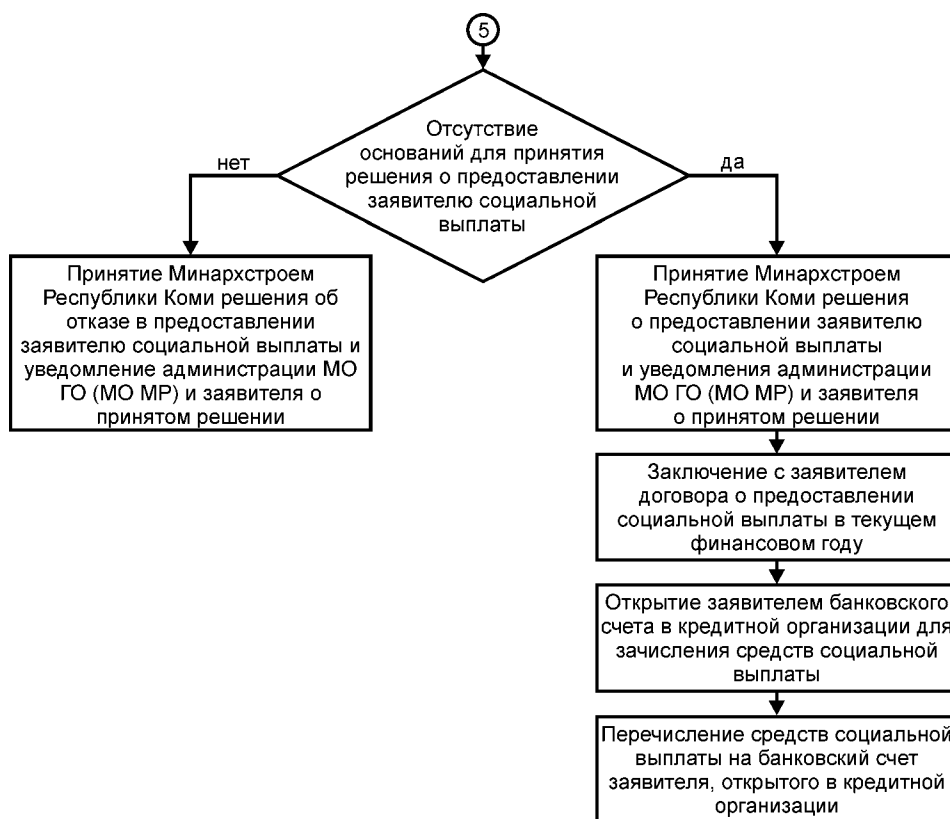 5
Отсутствие
оснований для принятия
решения о предоставлении
заявителю социальной
выплаты
нет
да
Принятие Минархстроем
Республики Коми решения об
отказе в предоставлении
заявителю социальной выплаты и
уведомление администрации МО
ГО (МО МР) и заявителя о
принятом решении
Принятие Минархстроем
Республики Коми решения
о предоставлении заявителю
социальной выплаты
и уведомления администрации
МО ГО (МО МР) и заявителя
о принятом решении
Заключение с заявителем
договора о предоставлении
социальной выплаты в текущем
финансовом году
Открытие заявителем банковского
счета в кредитной организации для
зачисления средств социальной
выплаты
Перечисление средств социальной
выплаты на банковский счет
заявителя, открытого в кредитной
организации